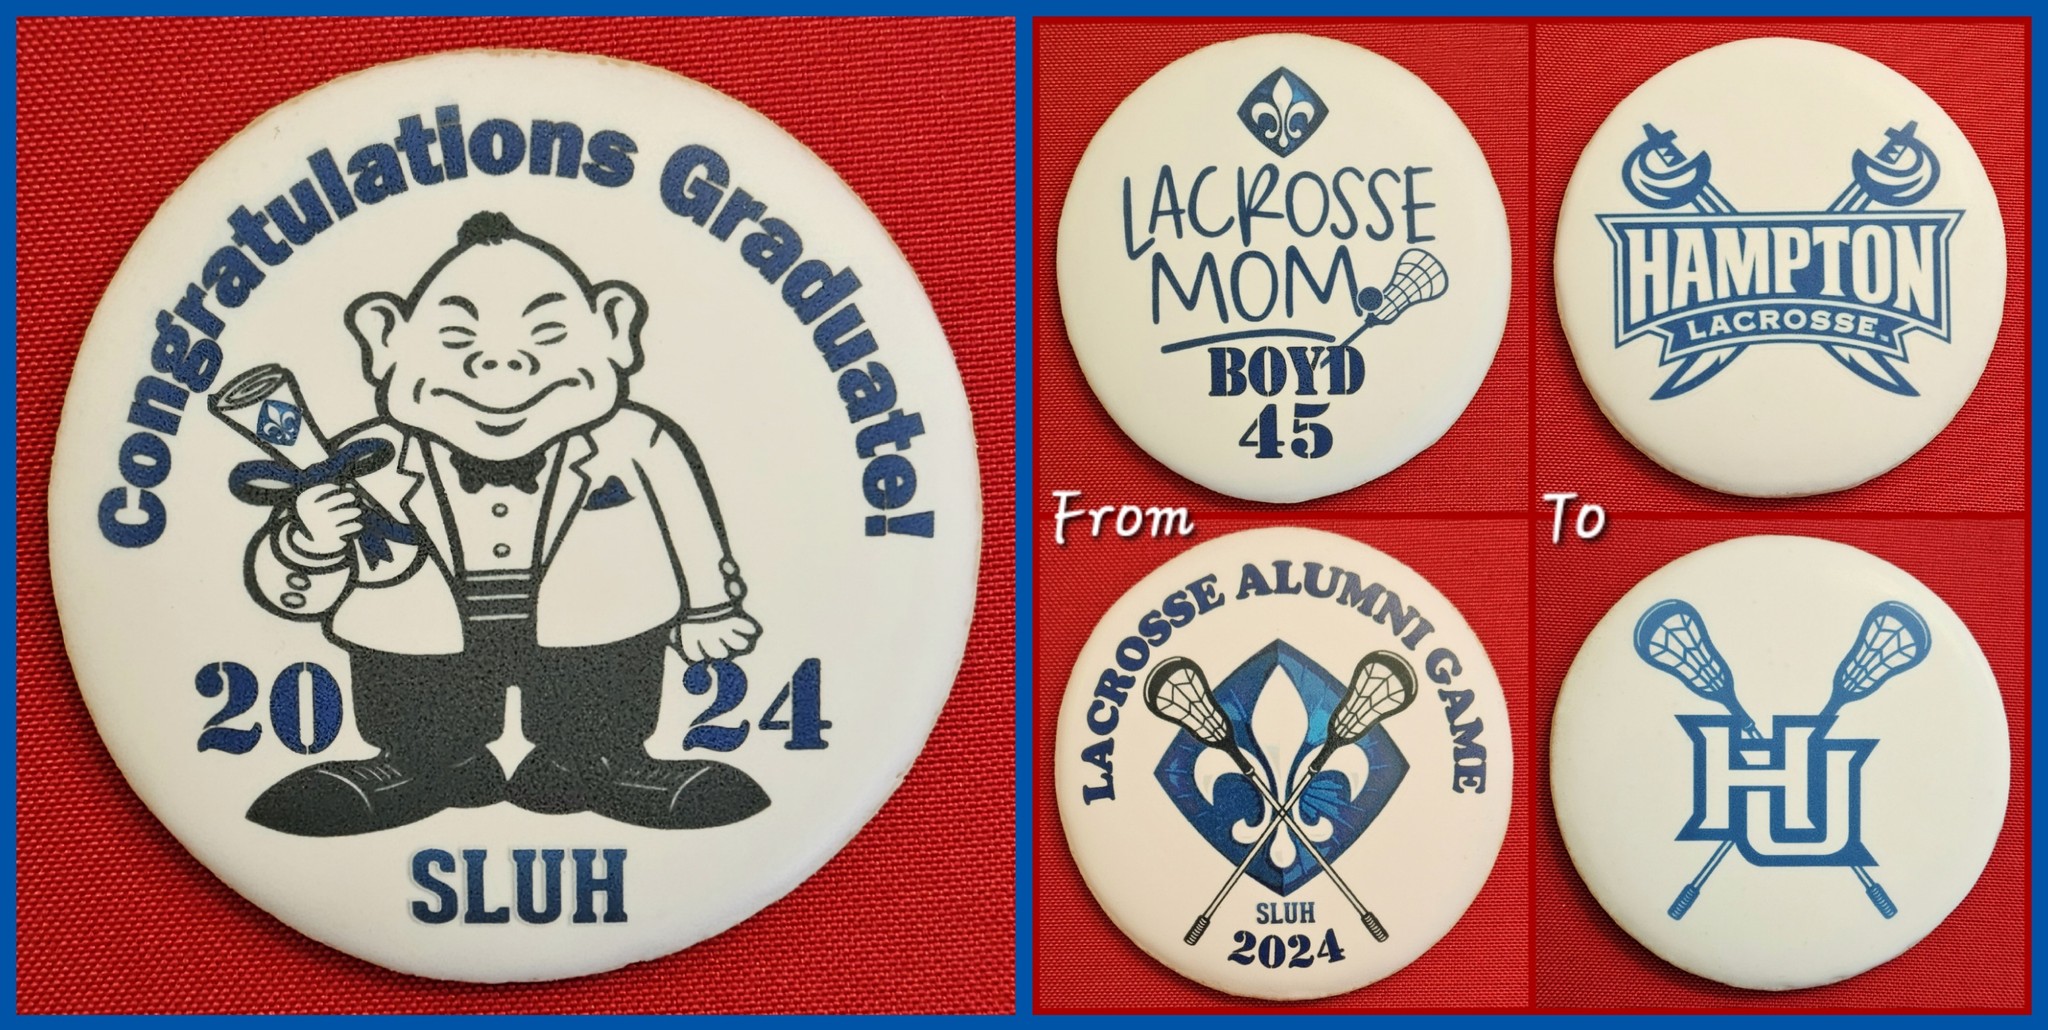 Congratulations Graduate!
20 24
SLUH
LACROSSE
MOM
BOYD
45
HAMPTON
LACROSSE
From
To
LACROSSE ALUMNI GAME
SLUH
2024
HU